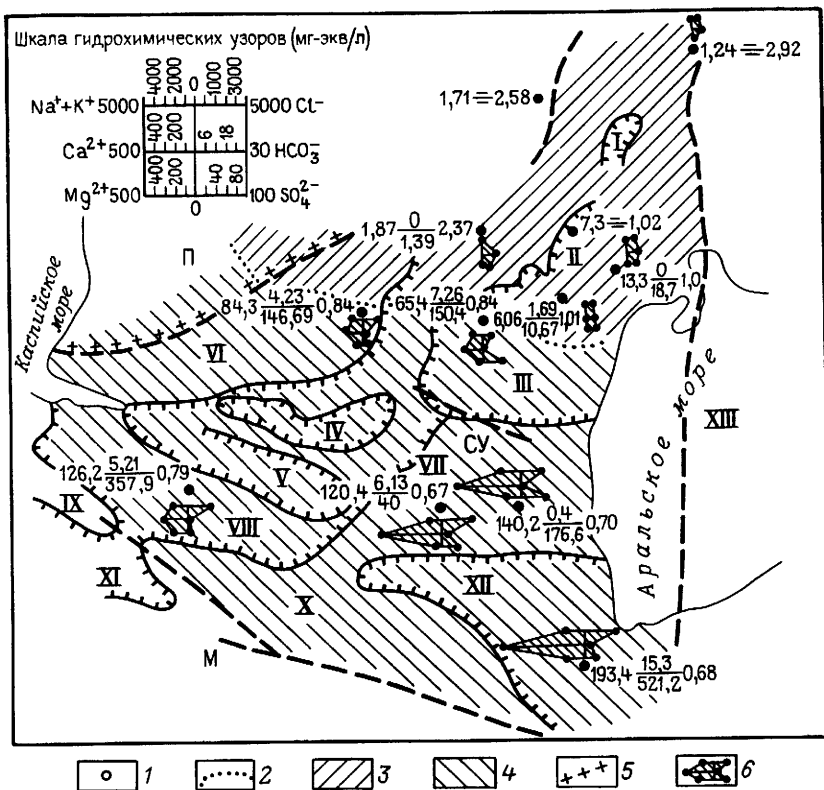 Шкала гидрохимических узоров (мг-экв/л)
4000 2000 0 1000 3000
Na⁺+K⁺ 5000 5000 Cl⁻
400 200 6 18
Ca²⁺ 500 30 HCO₃⁻
400 200 40 80
Mg²⁺ 500 100 SO₄²⁻
0
1,24 = 2,92
1,71 = 2,58
I
1,87 0/1,39 2,37
7,3 = 1,02
П
II
13,3 0/18,7 1,0
84,3 4,23/146,69 0,84
65,4 7,26/150,4 0,84
6,06 1,69/10,67 1,01
Каспийское
море
VI
III
Аральское море
XIII
IV
СУ
V
VII
126,2 5,21/357,9 0,79
120,4 6,13/40 0,67
IX
VIII
140,2 0,4/176,6 0,70
XI
X
XII
М
193,4 15,3/521,2 0,68
1 2 3 4 5 6